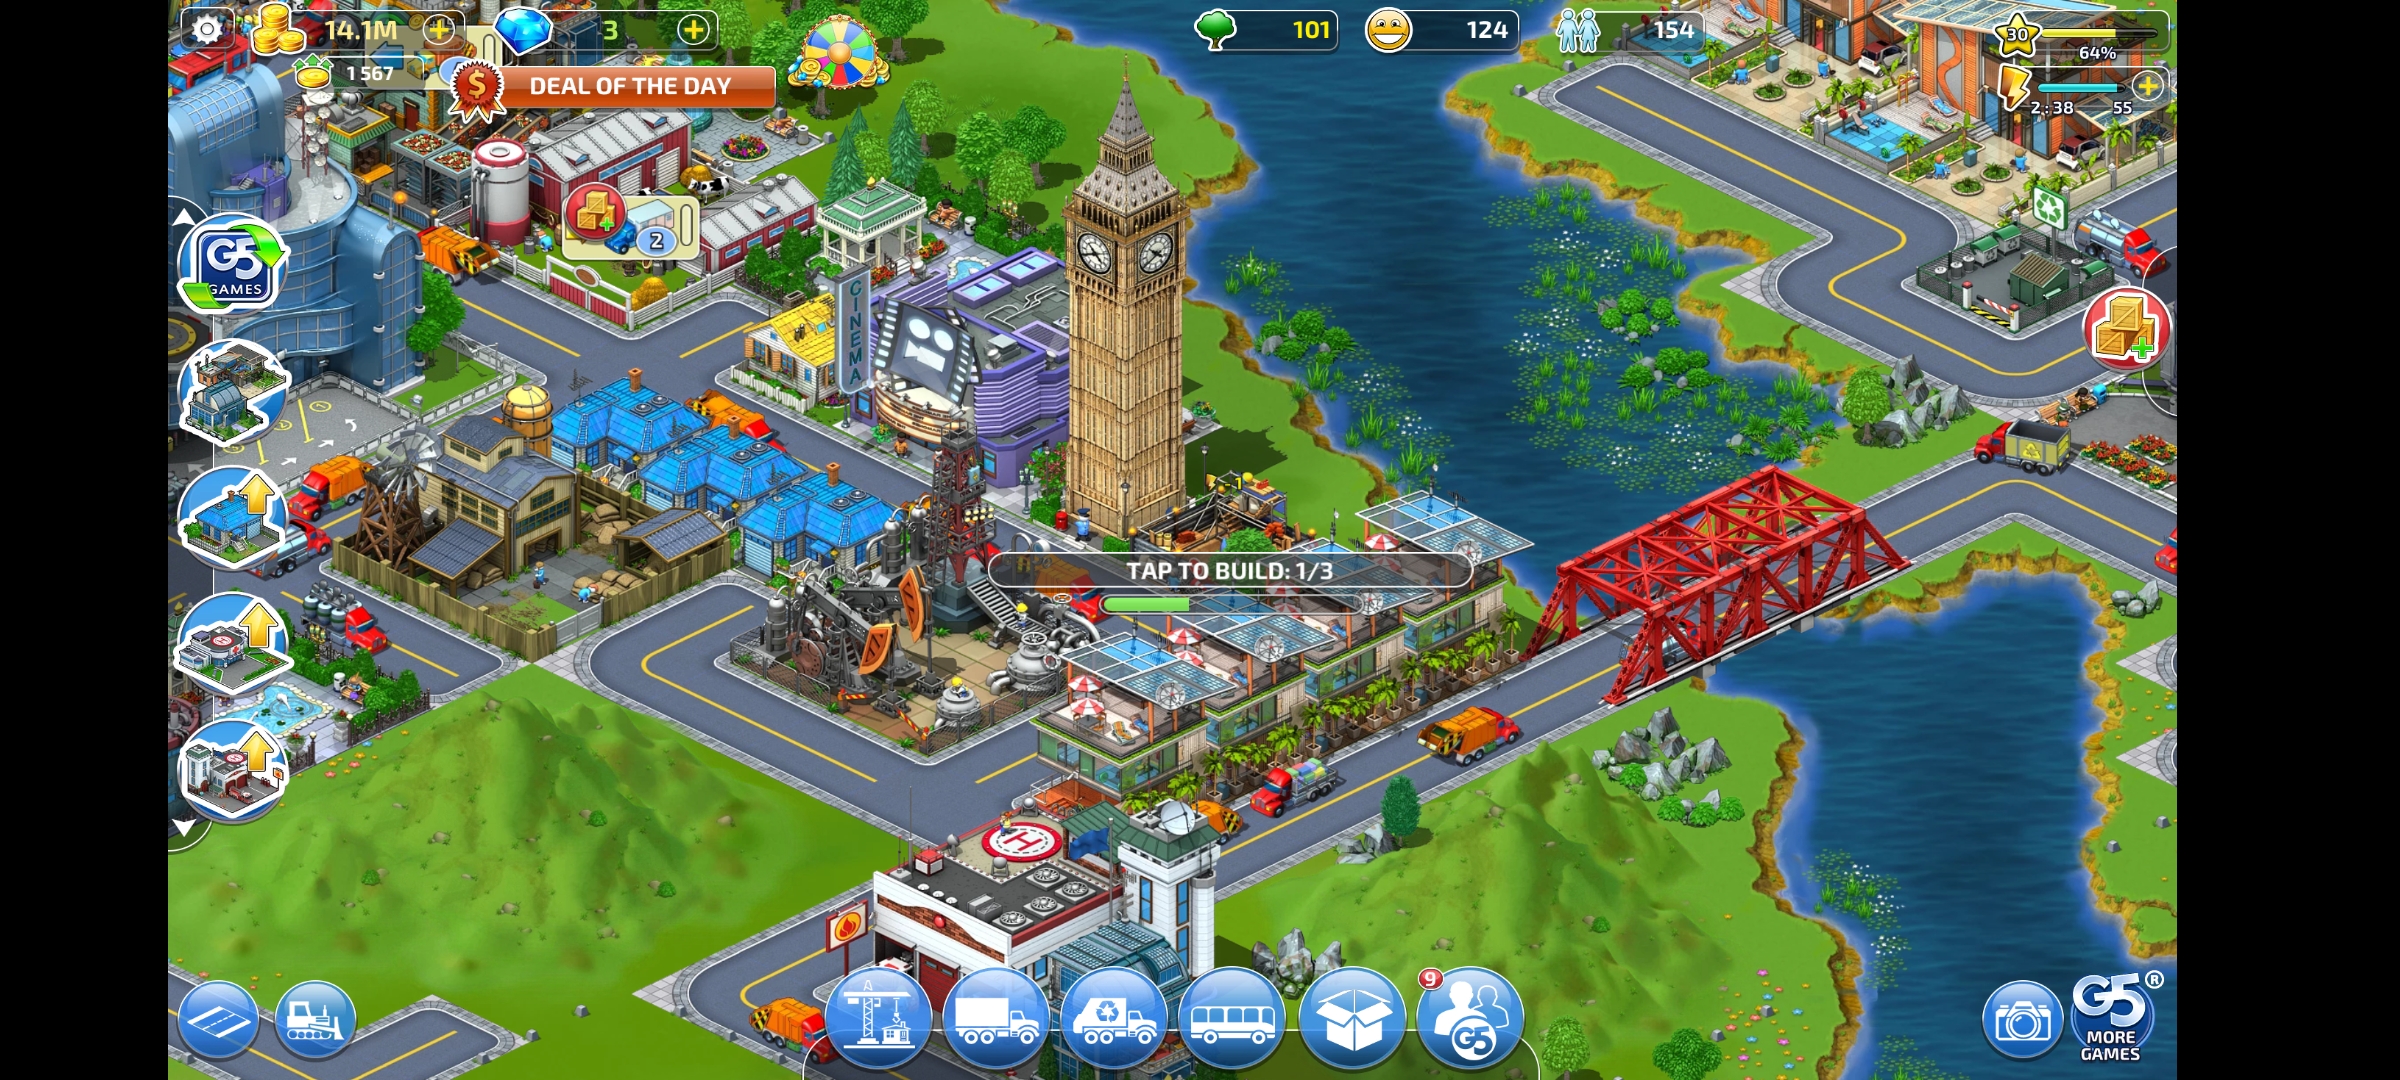 14.1M
3
101
124
154
30
64%
1 567
DEAL OF THE DAY
2:38
55
2
G5
GAMES
CINEMA
TAP TO BUILD: 1/3
H
9
G5
G5®
MORE
GAMES